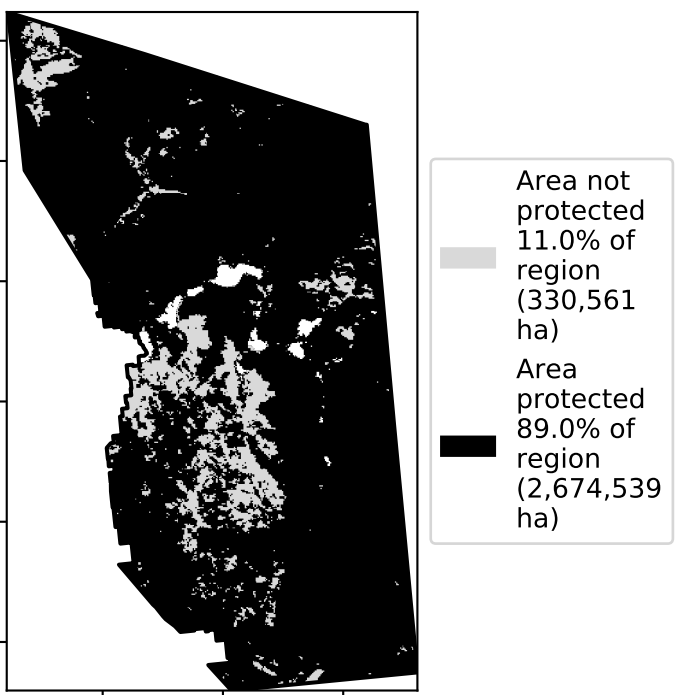 Area not
protected
11.0% of
region
(330,561
ha)
Area
protected
89.0% of
region
(2,674,539
ha)